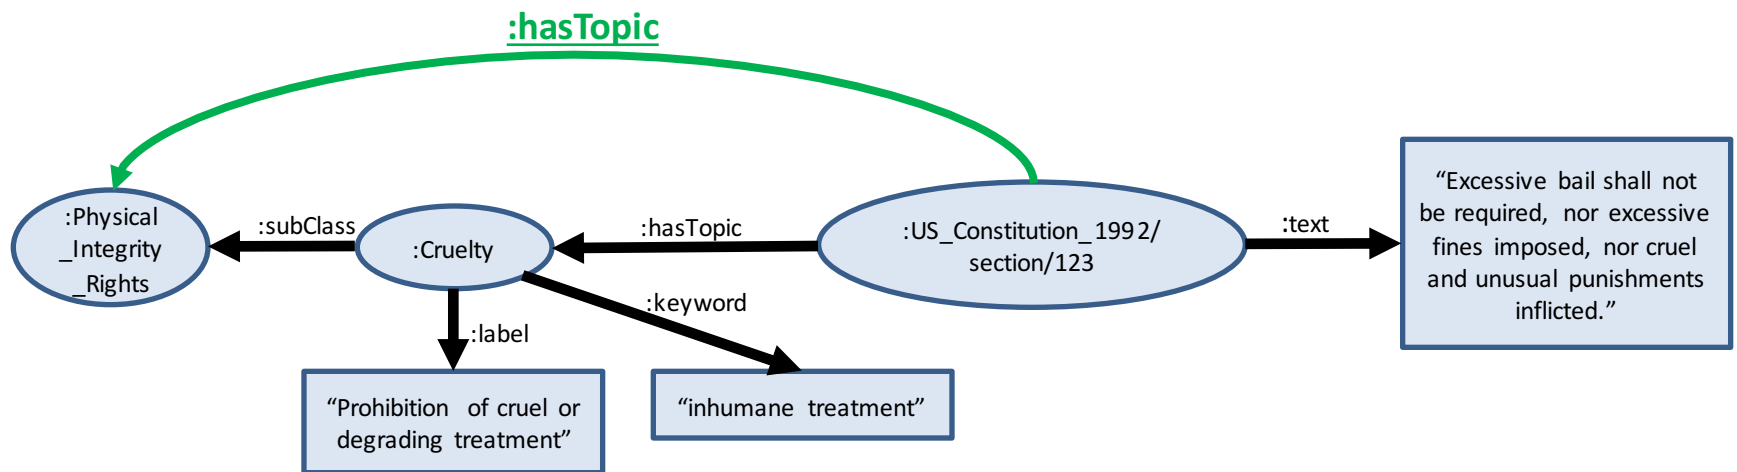 :hasTopic
:Physical
_Integrity
_Rights
:subClass
:Cruelty
:hasTopic
:US_Constitution_1992/
section/123
:text
“Excessive bail shall not
be required, nor excessive
fines imposed, nor cruel
and unusual punishments
inflicted.”
:keyword
:label
“Prohibition of cruel or
degrading treatment”
“inhumane treatment”